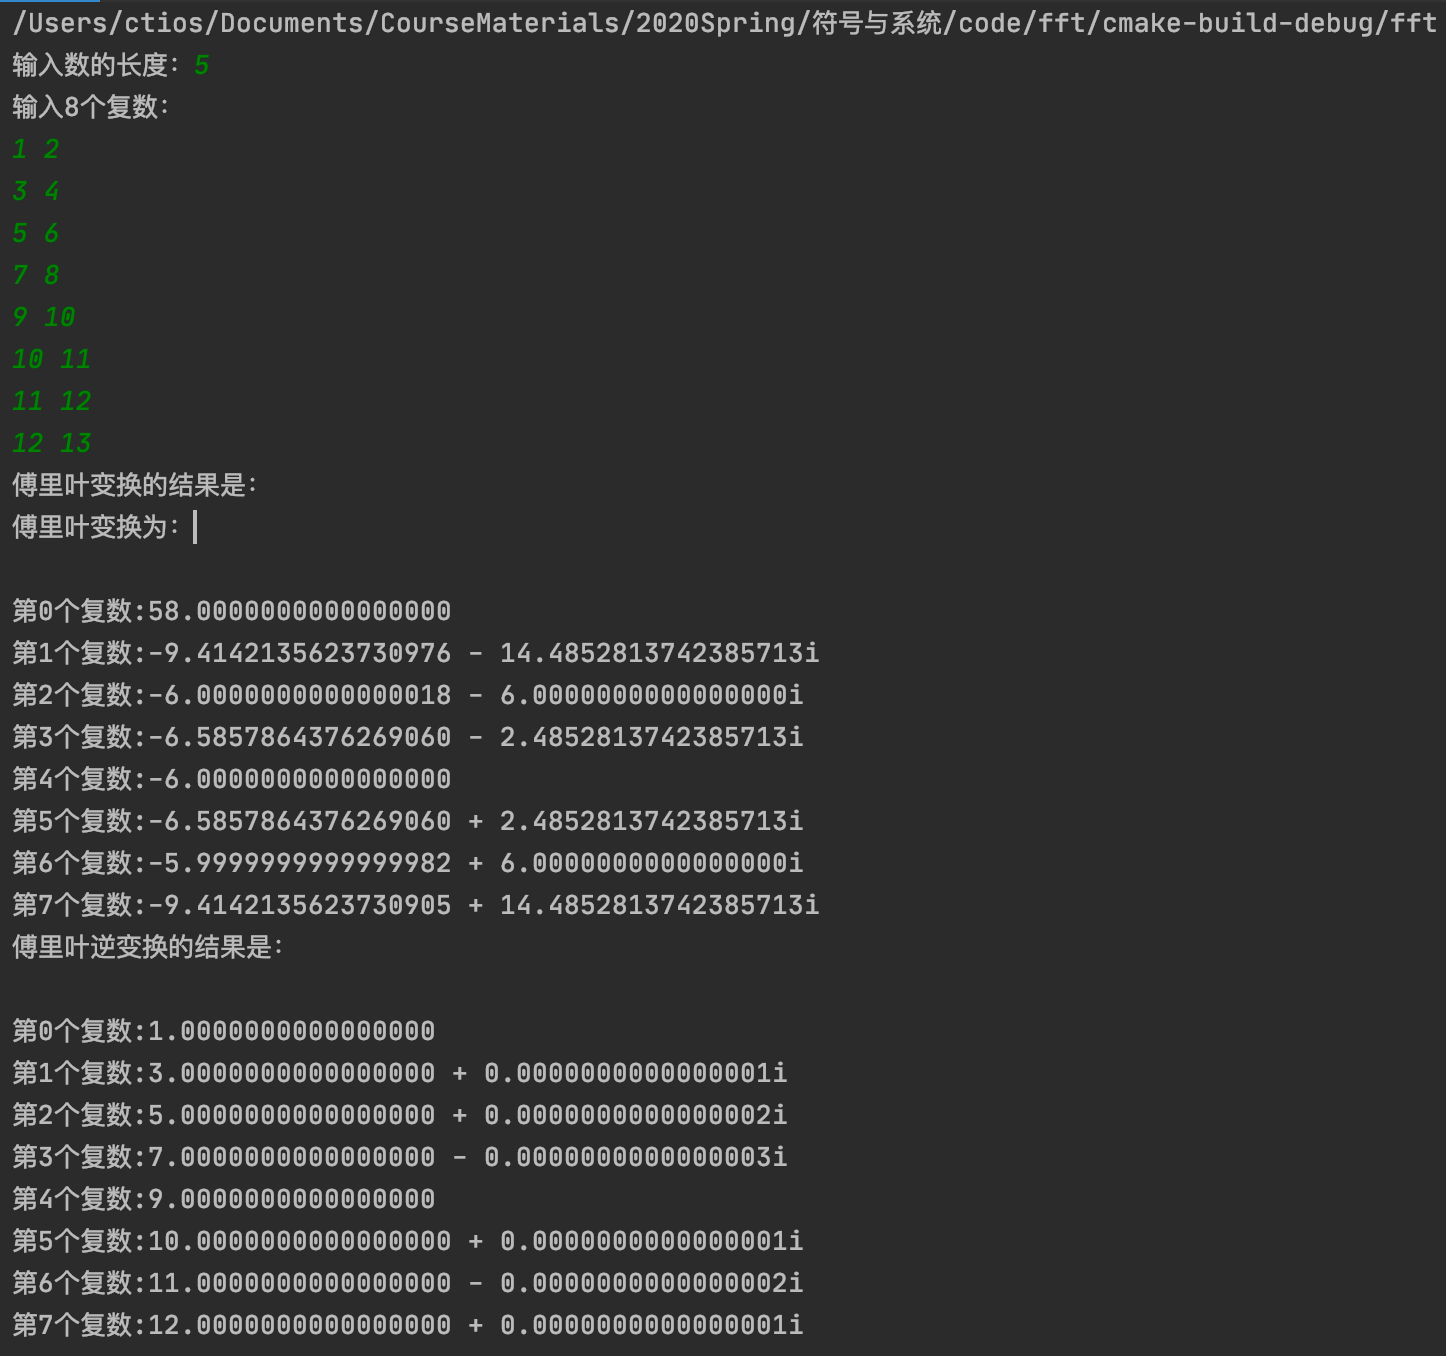 /Users/ctios/Documents/CourseMaterials/2020Spring/符号与系统/code/fft/cmake-build-debug/fft
输入数的长度：5
输入8个复数：
1 2
3 4
5 6
7 8
9 10
10 11
11 12
12 13
傅里叶变换的结果是：
傅里叶变换为：
第0个复数:58.0000000000000000
第1个复数:-9.4142135623730976 - 14.4852813742385713i
第2个复数:-6.0000000000000018 - 6.0000000000000000i
第3个复数:-6.5857864376269060 - 2.4852813742385713i
第4个复数:-6.0000000000000000
第5个复数:-6.5857864376269060 + 2.4852813742385713i
第6个复数:-5.9999999999999982 + 6.0000000000000000i
第7个复数:-9.4142135623730905 + 14.4852813742385713i
傅里叶逆变换的结果是：
第0个复数:1.0000000000000000
第1个复数:3.0000000000000000 + 0.0000000000000001i
第2个复数:5.0000000000000000 + 0.0000000000000002i
第3个复数:7.0000000000000000 - 0.0000000000000003i
第4个复数:9.0000000000000000
第5个复数:10.0000000000000000 + 0.0000000000000001i
第6个复数:11.0000000000000000 - 0.0000000000000002i
第7个复数:12.0000000000000000 + 0.0000000000000001i